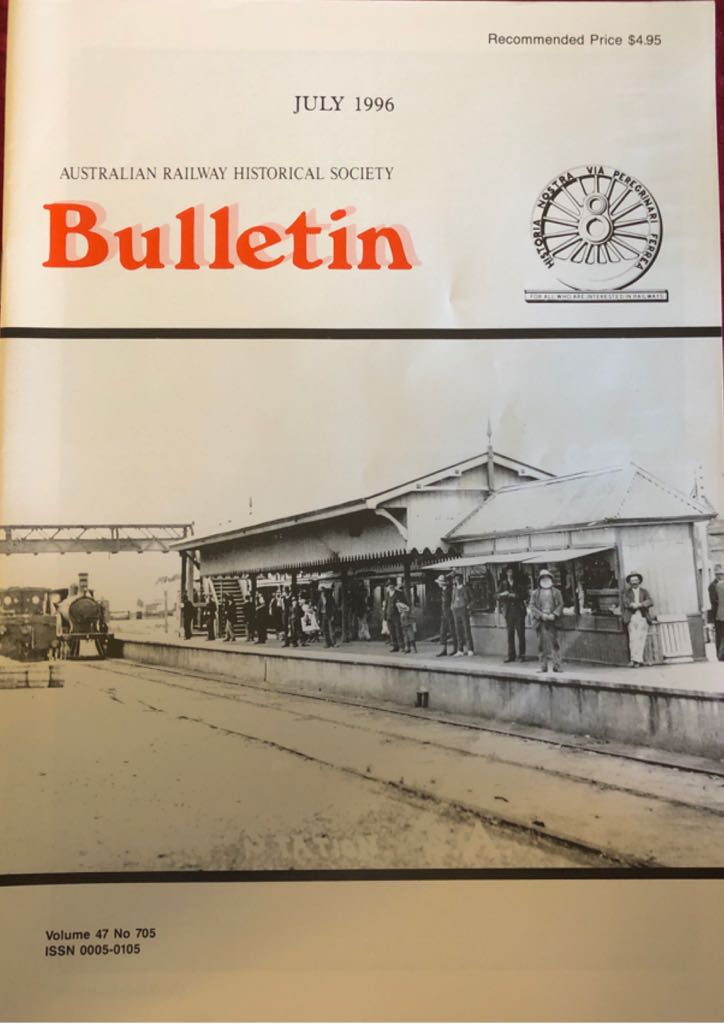 Recommended Price $4.95
JULY 1996
AUSTRALIAN RAILWAY HISTORICAL SOCIETY
Bulletin
HISTORIA NOSTRA VIA PEREGRINARI FERREA
FOR ALL WHO ARE INTERESTED IN RAILWAYS
STATION
Volume 47 No 705
ISSN 0005-0105